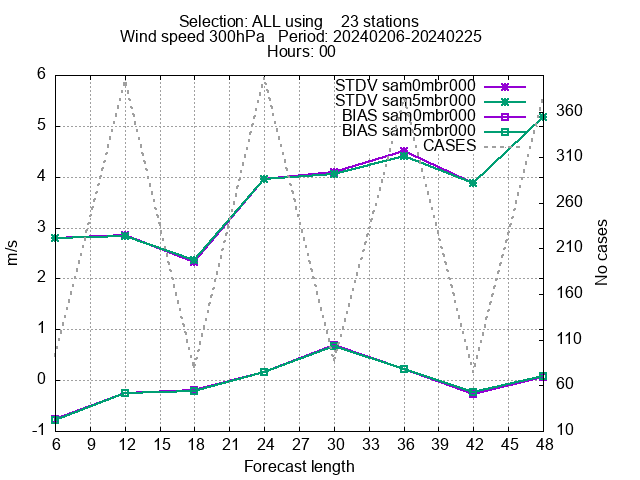 Selection: ALL using    23 stations
Wind speed 300hPa   Period: 20240206-20240225
Hours: 00
STDV sam0mbr000
STDV sam5mbr000
BIAS sam0mbr000
BIAS sam5mbr000
CASES
6
5
4
3
2
1
0
-1
m/s
360
310
260
210
160
110
60
10
No cases
6 9 12 15 18 21 24 27 30 33 36 39 42 45 48
Forecast length